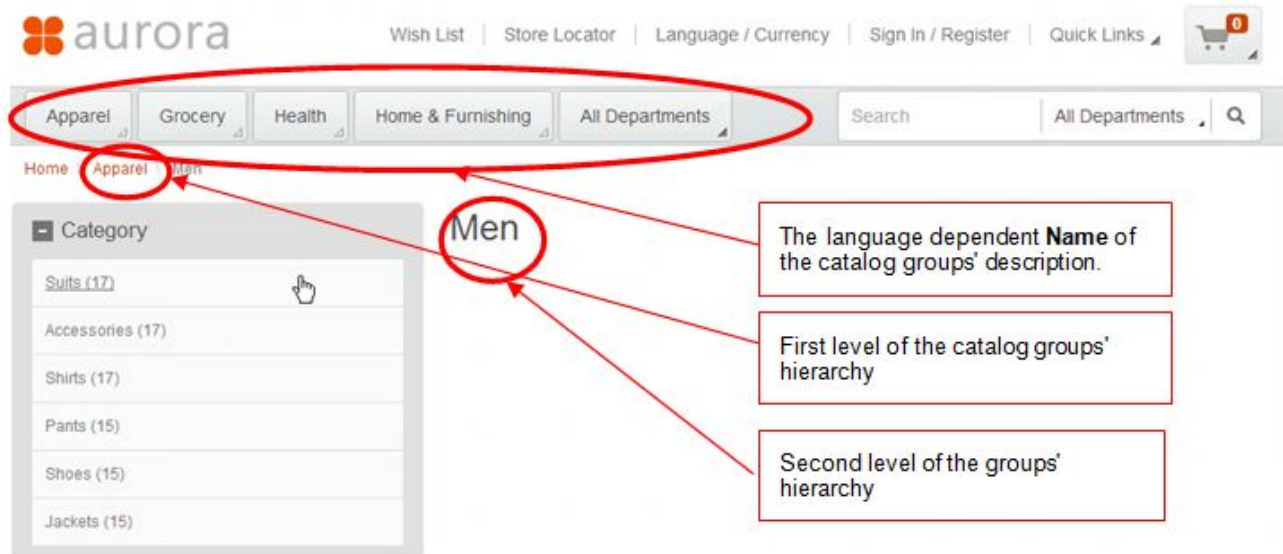 aurora
Wish List | Store Locator | Language / Currency | Sign In / Register | Quick Links
0
Apparel Grocery Health Home & Furnishing All Departments
Search All Departments
Home Apparel Men
Category
Men
Suits (17)
Accessories (17)
Shirts (17)
Pants (15)
Shoes (15)
Jackets (15)
The language dependent Name of
the catalog groups' description.
First level of the catalog groups'
hierarchy
Second level of the groups'
hierarchy